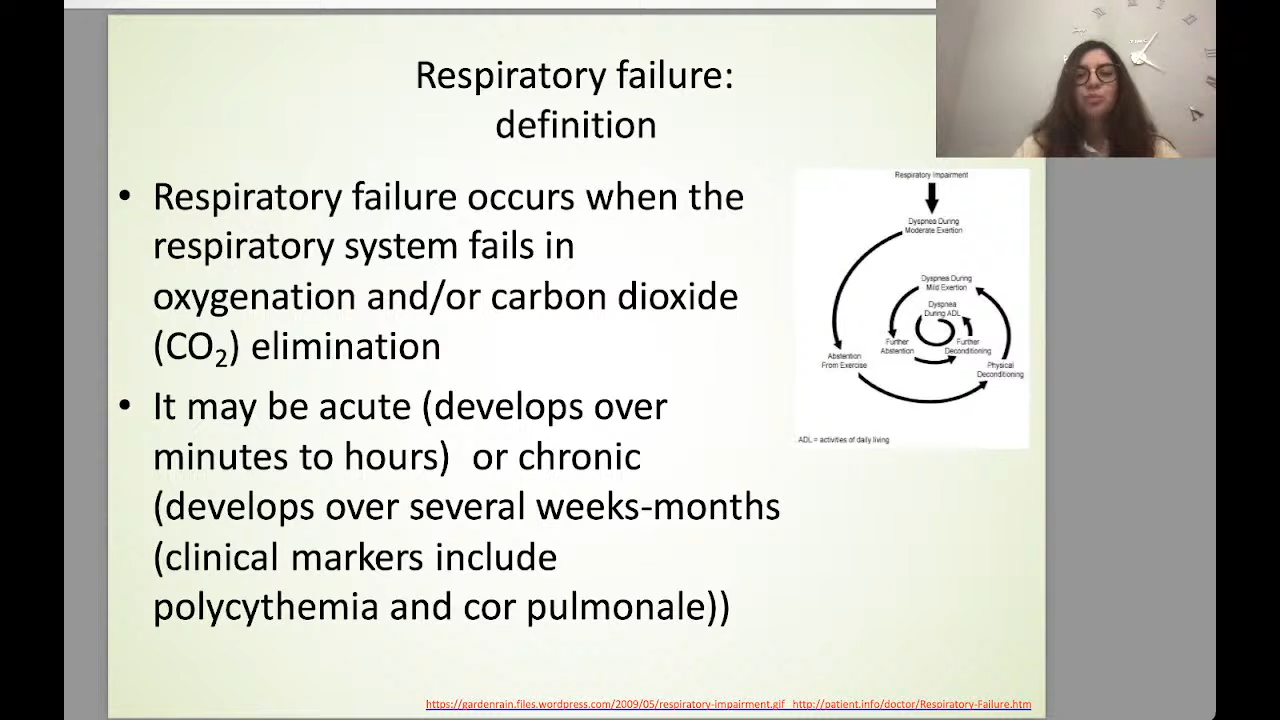 Respiratory failure:
definition
• Respiratory failure occurs when the
respiratory system fails in
oxygenation and/or carbon dioxide
(CO₂) elimination
• It may be acute (develops over
minutes to hours)  or chronic
(develops over several weeks-months
(clinical markers include
polycythemia and cor pulmonale))
Respiratory Impairment
Dyspnea During
Moderate Exertion
Dyspnea During
Mild Exertion
Dyspnea
During ADL
Further
Abstention
Further
Deconditioning
Abstention
From Exercise
Physical
Deconditioning
ADL = activities of daily living
https://gardenrain.files.wordpress.com/2009/05/respiratory-impairment.gif http://patient.info/doctor/Respiratory-Failure.htm